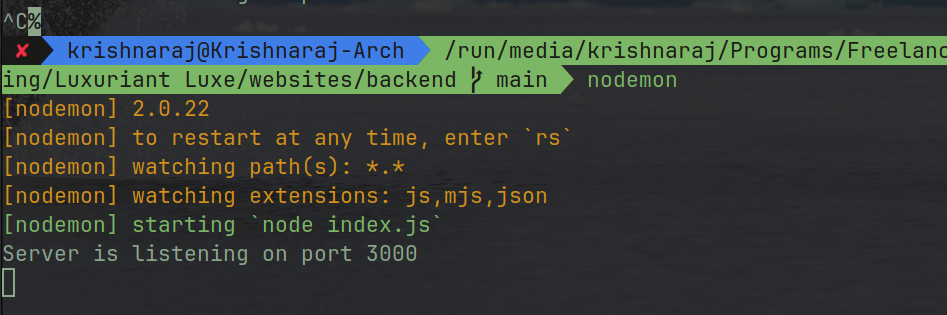 ^C%
✘ krishnaraj@Krishnaraj-Arch /run/media/krishnaraj/Programs/Freelanc
ing/Luxuriant Luxe/websites/backend main nodemon
[nodemon] 2.0.22
[nodemon] to restart at any time, enter `rs`
[nodemon] watching path(s): *.*
[nodemon] watching extensions: js,mjs,json
[nodemon] starting `node index.js`
Server is listening on port 3000